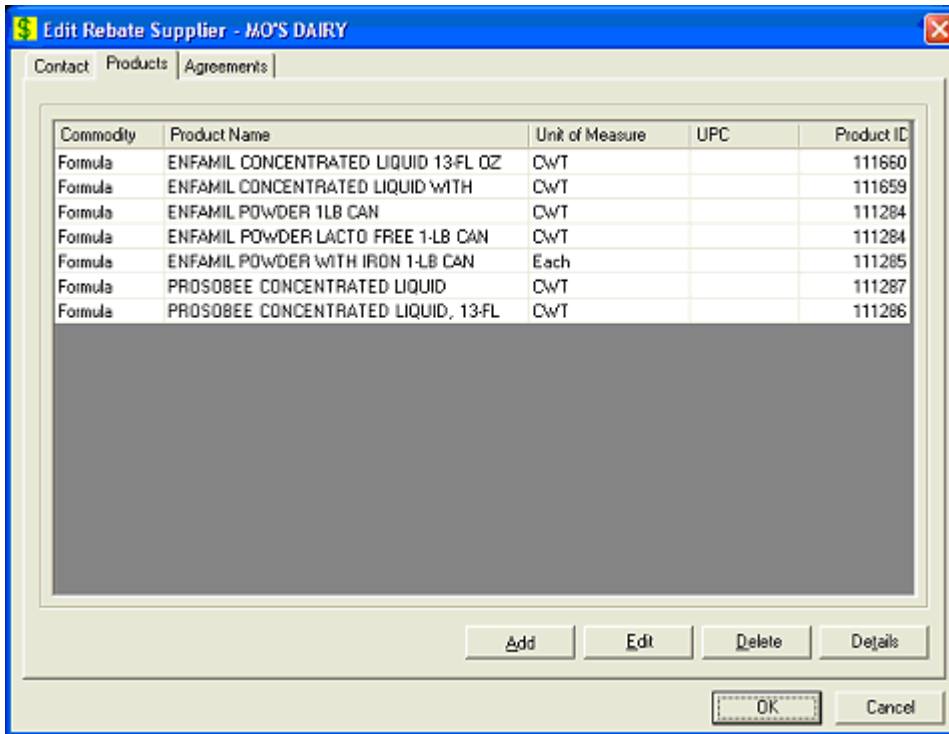 $ Edit Rebate Supplier - MO'S DAIRY
Contact Products Agreements
Commodity Product Name Unit of Measure UPC Product ID
Formula ENFAMIL CONCENTRATED LIQUID 13-FL OZ CWT 111660
Formula ENFAMIL CONCENTRATED LIQUID WITH CWT 111659
Formula ENFAMIL POWDER 1LB CAN CWT 111284
Formula ENFAMIL POWDER LACTO FREE 1-LB CAN CWT 111284
Formula ENFAMIL POWDER WITH IRON 1-LB CAN Each 111285
Formula PROSOBEE CONCENTRATED LIQUID CWT 111287
Formula PROSOBEE CONCENTRATED LIQUID, 13-FL CWT 111286
Add Edit Delete Details
OK Cancel